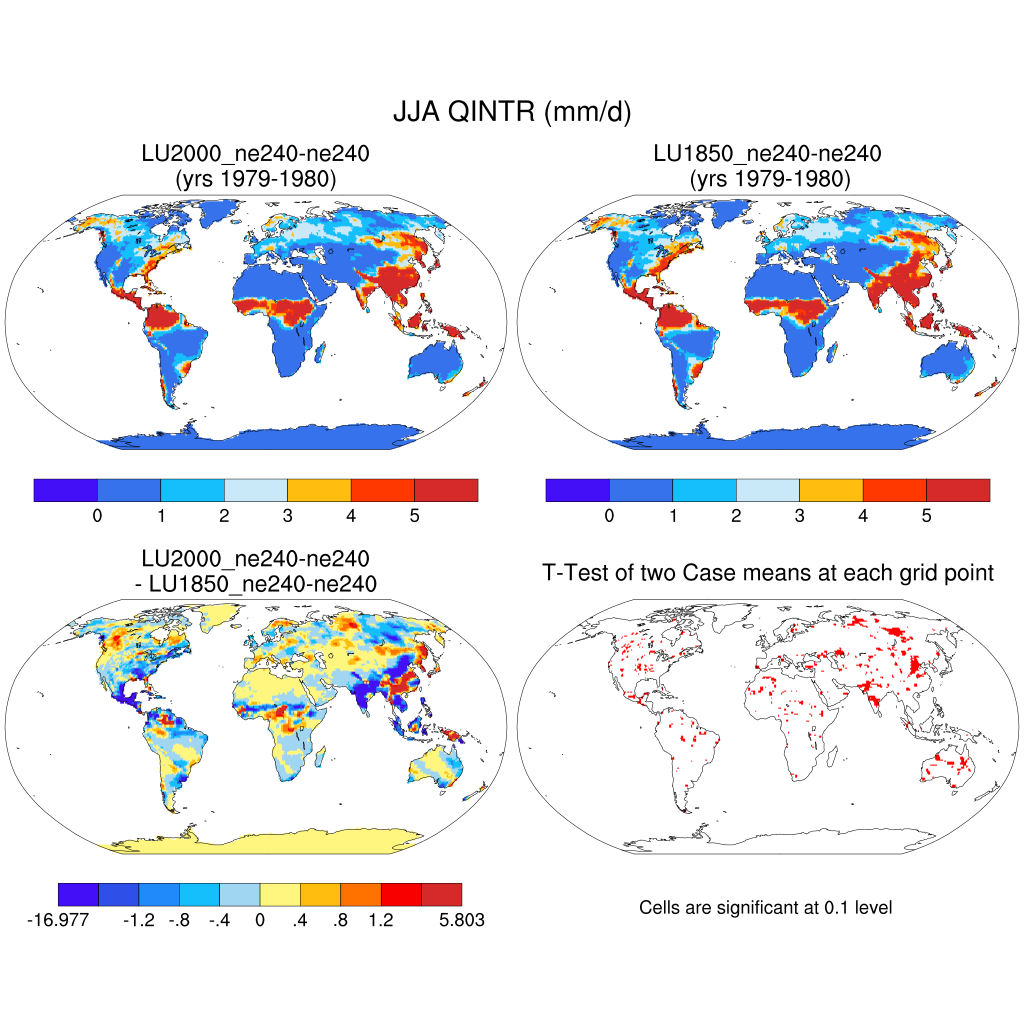 JJA QINTR (mm/d)
LU2000_ne240-ne240
(yrs 1979-1980)
LU1850_ne240-ne240
(yrs 1979-1980)
0 1 2 3 4 5
0 1 2 3 4 5
LU2000_ne240-ne240
- LU1850_ne240-ne240
T-Test of two Case means at each grid point
-16.977 -1.2 -.8 -.4 0 .4 .8 1.2 5.803
Cells are significant at 0.1 level